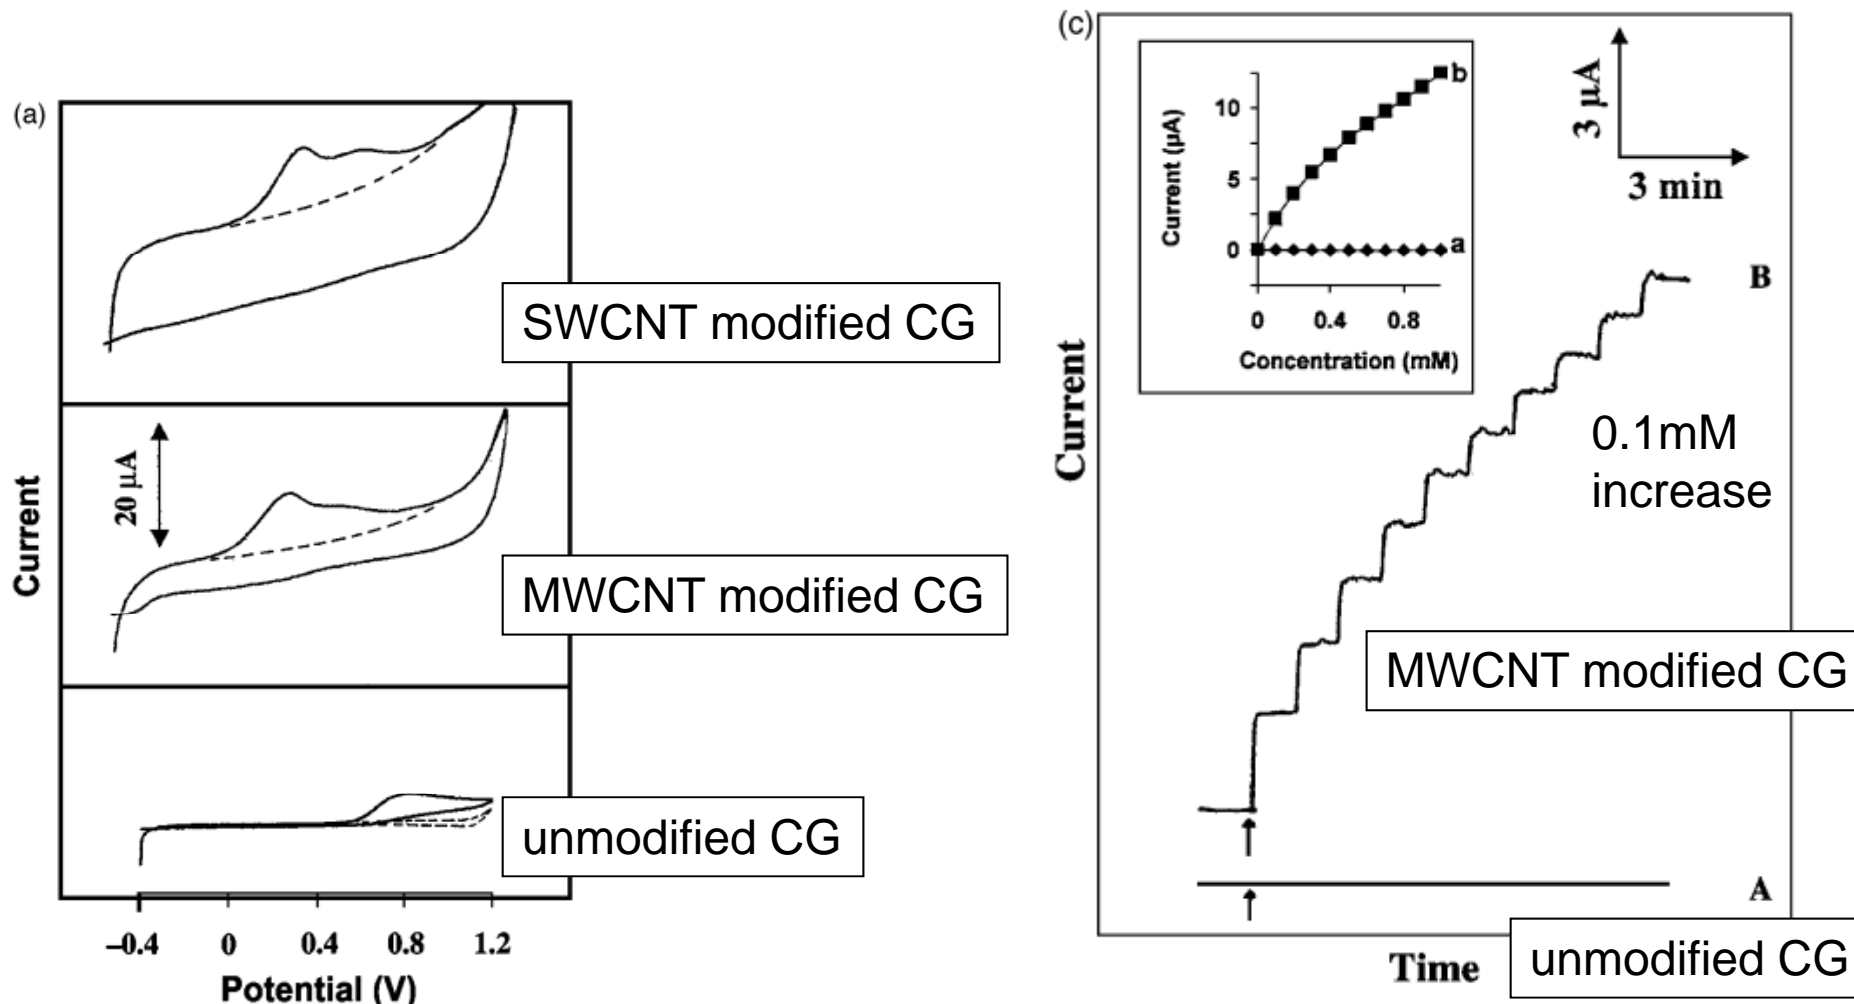 (a)
SWCNT modified CG
20 µA
MWCNT modified CG
Current
unmodified CG
−0.4 0 0.4 0.8 1.2
Potential (V)
(c)
3 µA
3 min
Current (µA)
10
5
0
b
a
0 0.4 0.8
Concentration (mM)
B
Current
0.1mM
increase
MWCNT modified CG
A
Time
unmodified CG